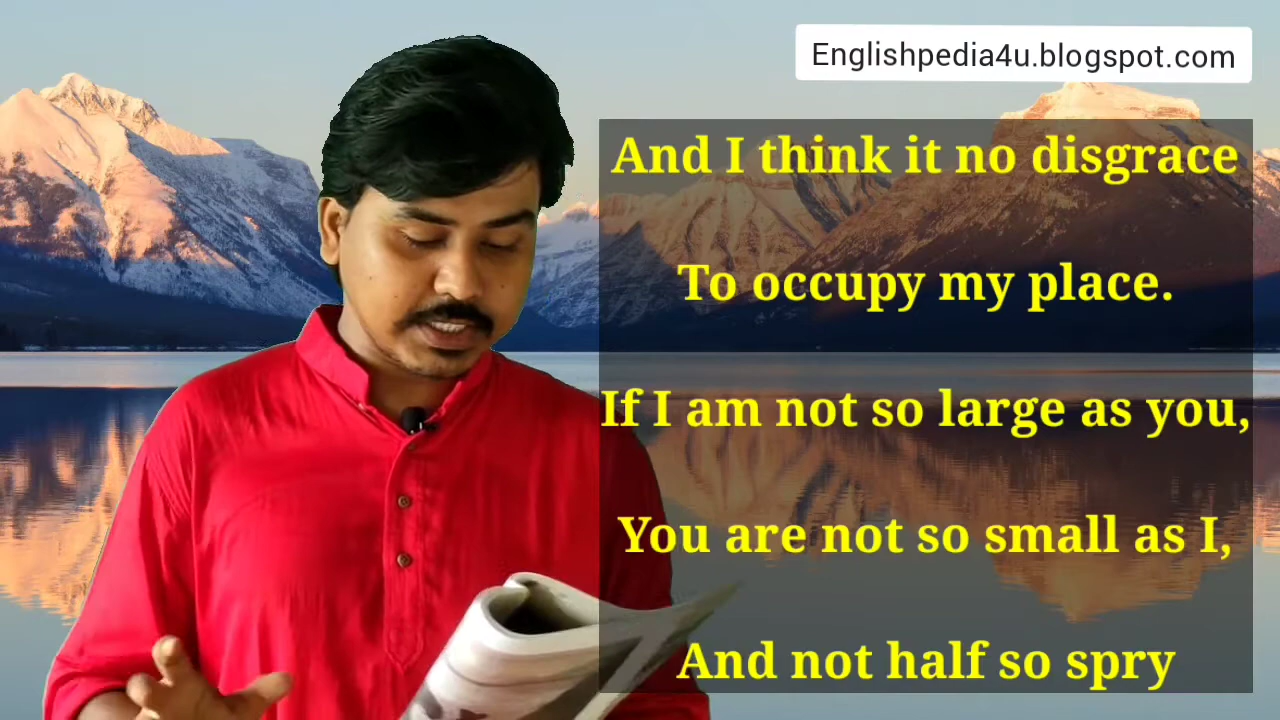 Englishpedia4u.blogspot.com
And I think it no disgrace
To occupy my place.
If I am not so large as you,
You are not so small as I,
And not half so spry